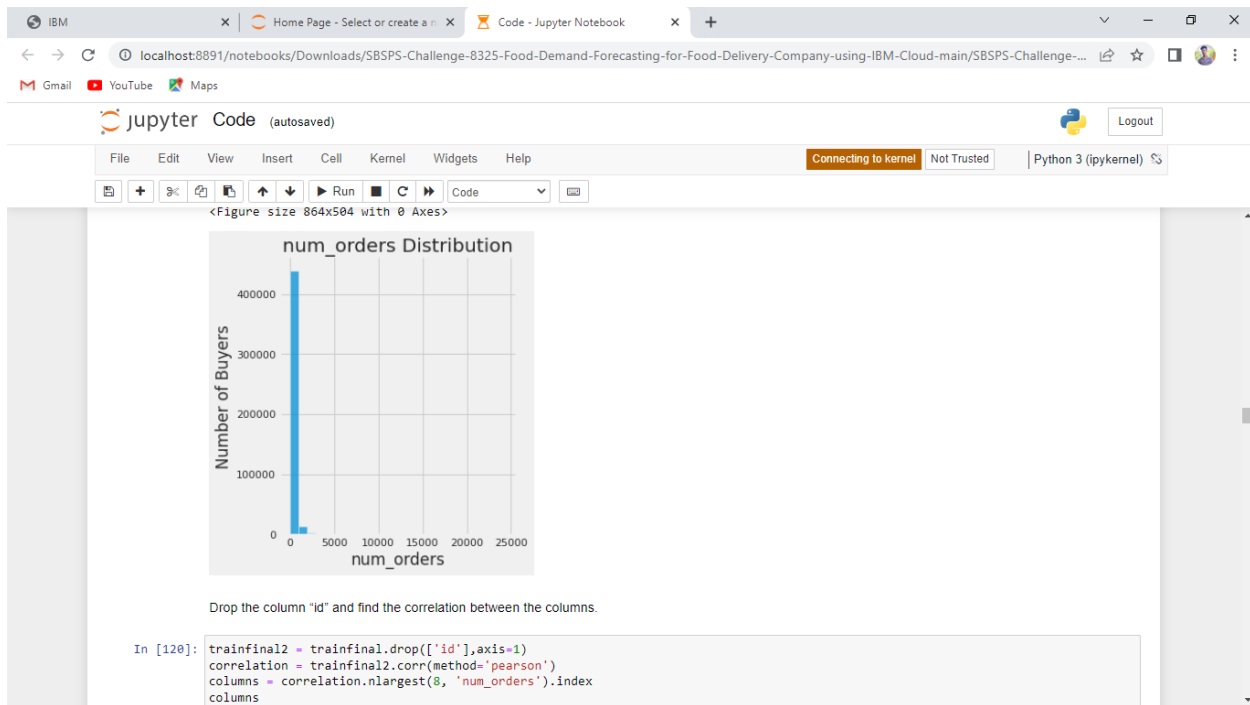 IBM
Home Page - Select or create a n
Code - Jupyter Notebook
localhost:8891/notebooks/Downloads/SBSPS-Challenge-8325-Food-Demand-Forecasting-for-Food-Delivery-Company-using-IBM-Cloud-main/SBSPS-Challenge-...
Gmail YouTube Maps
jupyter Code (autosaved)
Logout
File Edit View Insert Cell Kernel Widgets Help
Connecting to kernel Not Trusted Python 3 (ipykernel)
Run Code
<Figure size 864x504 with 0 Axes>
num_orders Distribution
400000
300000
200000
100000
0
Number of Buyers
0 5000 10000 15000 20000 25000
num_orders
Drop the column “id” and find the correlation between the columns.
In [120]: trainfinal2 = trainfinal.drop(['id'],axis=1)
correlation = trainfinal2.corr(method='pearson')
columns = correlation.nlargest(8, 'num_orders').index
columns